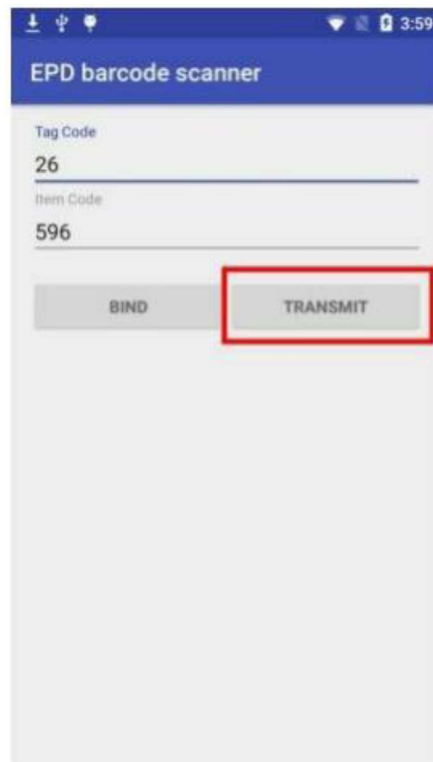 3:59
EPD barcode scanner
Tag Code
26
Item Code
596
BIND TRANSMIT